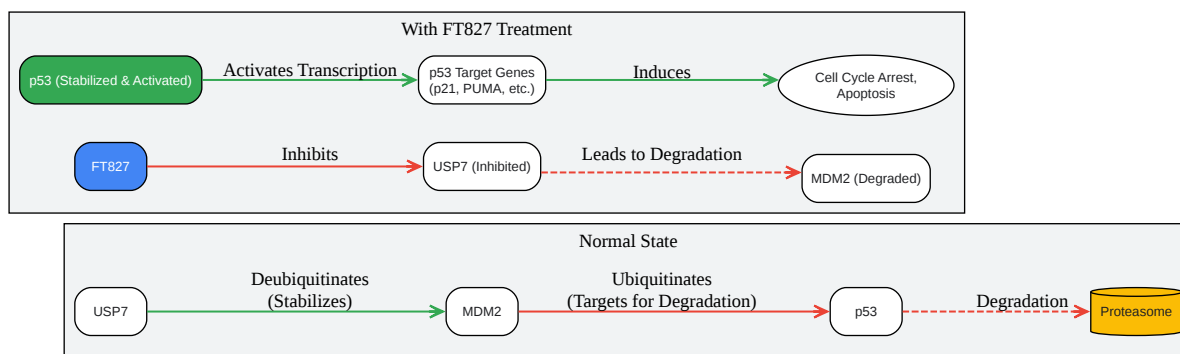 With FT827 Treatment
p53 (Stabilized & Activated)
Activates Transcription
p53 Target Genes
(p21, PUMA, etc.)
Induces
Cell Cycle Arrest,
Apoptosis
FT827
Inhibits
USP7 (Inhibited)
Leads to Degradation
MDM2 (Degraded)
Normal State
USP7
Deubiquitinates
(Stabilizes)
MDM2
Ubiquitinates
(Targets for Degradation)
p53
Degradation
Proteasome